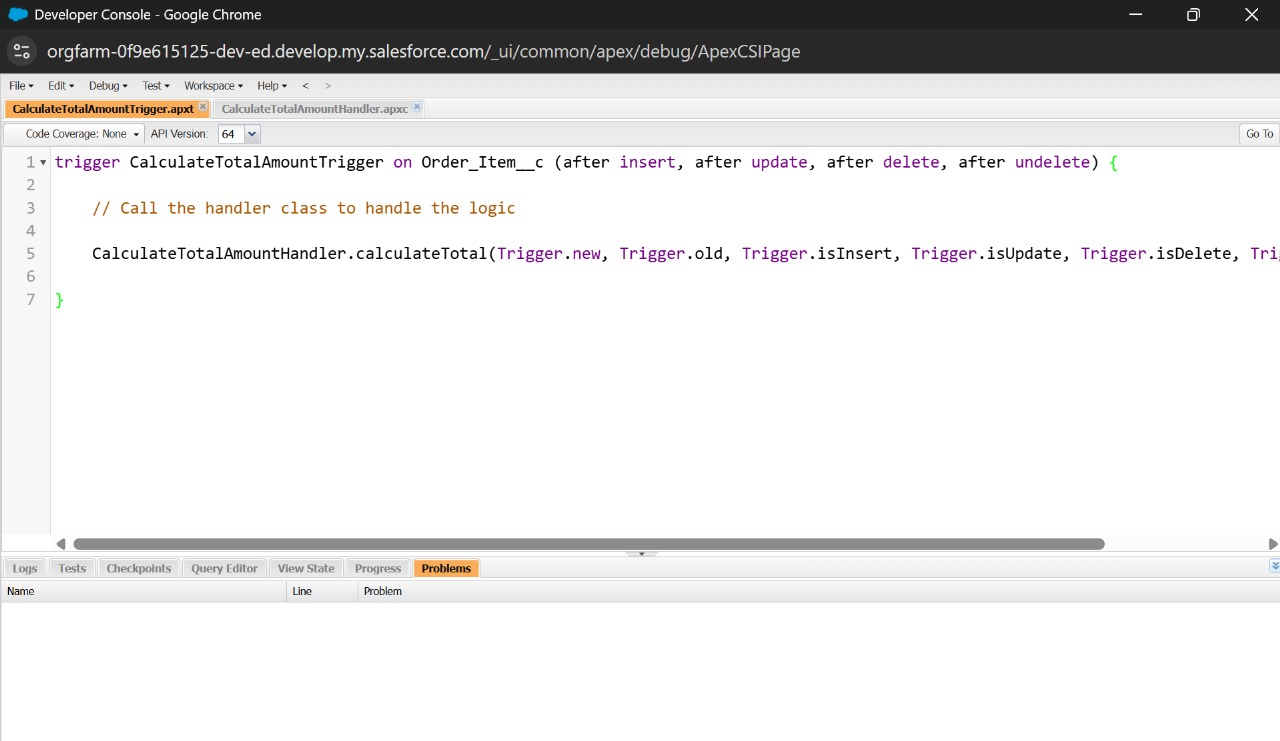 Developer Console - Google Chrome
orgfarm-0f9e615125-dev-ed.develop.my.salesforce.com/_ui/common/apex/debug/ApexCSIPage
File Edit Debug Test Workspace Help < >
CalculateTotalAmountTrigger.apxt CalculateTotalAmountHandler.apxc
Code Coverage: None API Version: 64 Go To
1 trigger CalculateTotalAmountTrigger on Order_Item__c (after insert, after update, after delete, after undelete) {
2
3 // Call the handler class to handle the logic
4
5 CalculateTotalAmountHandler.calculateTotal(Trigger.new, Trigger.old, Trigger.isInsert, Trigger.isUpdate, Trigger.isDelete, Tri
6
7 }
Logs Tests Checkpoints Query Editor View State Progress Problems
Name Line Problem